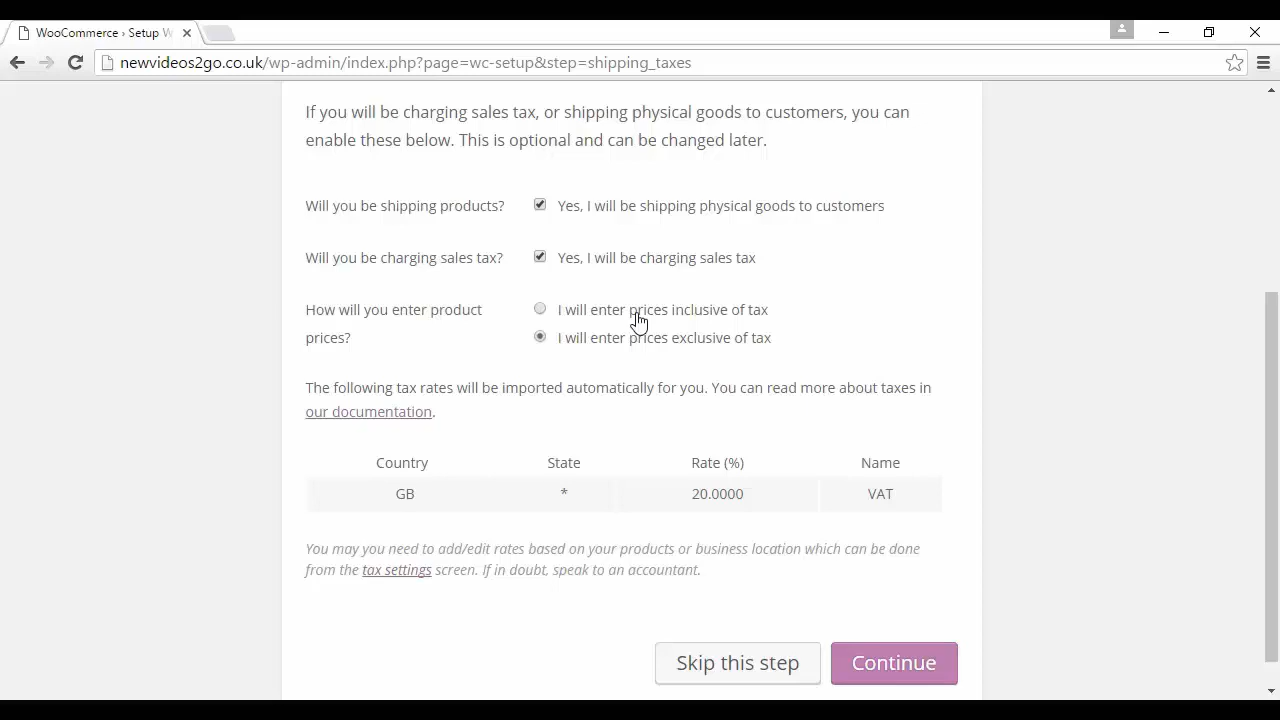 WooCommerce › Setup W
newvideos2go.co.uk/wp-admin/index.php?page=wc-setup&step=shipping_taxes
If you will be charging sales tax, or shipping physical goods to customers, you can
enable these below. This is optional and can be changed later.
Will you be shipping products?
Yes, I will be shipping physical goods to customers
Will you be charging sales tax?
Yes, I will be charging sales tax
How will you enter product
prices?
I will enter prices inclusive of tax
I will enter prices exclusive of tax
The following tax rates will be imported automatically for you. You can read more about taxes in
our documentation.
Country State Rate (%) Name
GB * 20.0000 VAT
You may you need to add/edit rates based on your products or business location which can be done
from the tax settings screen. If in doubt, speak to an accountant.
Skip this step Continue